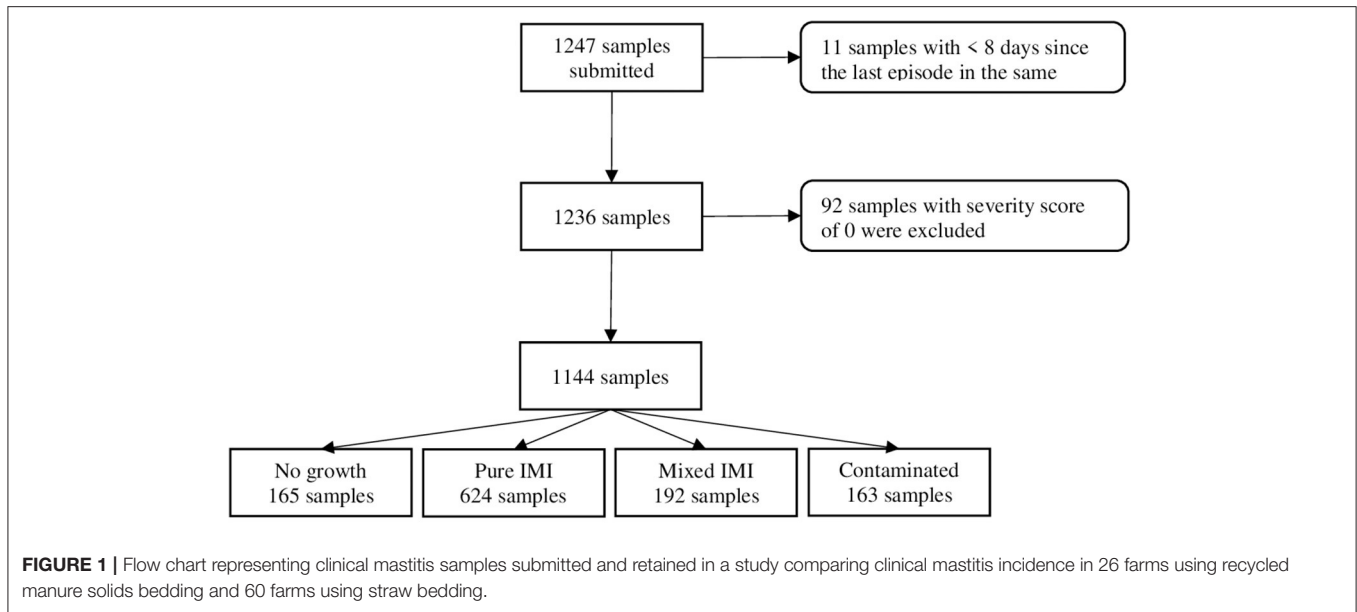 1247 samples
submitted
11 samples with < 8 days since
the last episode in the same
1236 samples
92 samples with severity score
of 0 were excluded
1144 samples
No growth
165 samples
Pure IMI
624 samples
Mixed IMI
192 samples
Contaminated
163 samples
FIGURE 1 | Flow chart representing clinical mastitis samples submitted and retained in a study comparing clinical mastitis incidence in 26 farms using recycled
manure solids bedding and 60 farms using straw bedding.